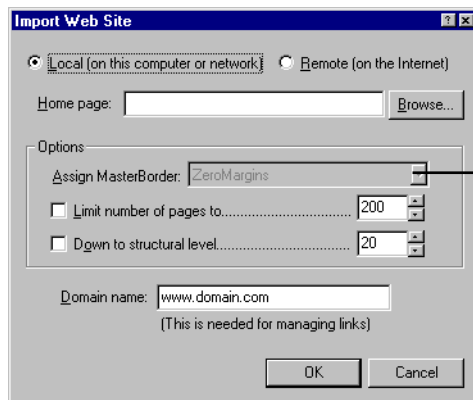 Import Web Site
Local (on this computer or network) Remote (on the Internet)
Home page: Browse...
Options
Assign MasterBorder: ZeroMargins
Limit number of pages to................................ 200
Down to structural level................................. 20
Domain name: www.domain.com
(This is needed for managing links)
OK Cancel